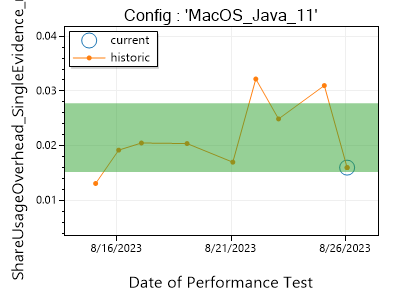 Config : 'MacOS_Java_11'
ShareUsageOverhead_SingleEvidence_
current
historic
0.04
0.03
0.02
0.01
8/16/2023
8/21/2023
8/26/2023
Date of Performance Test